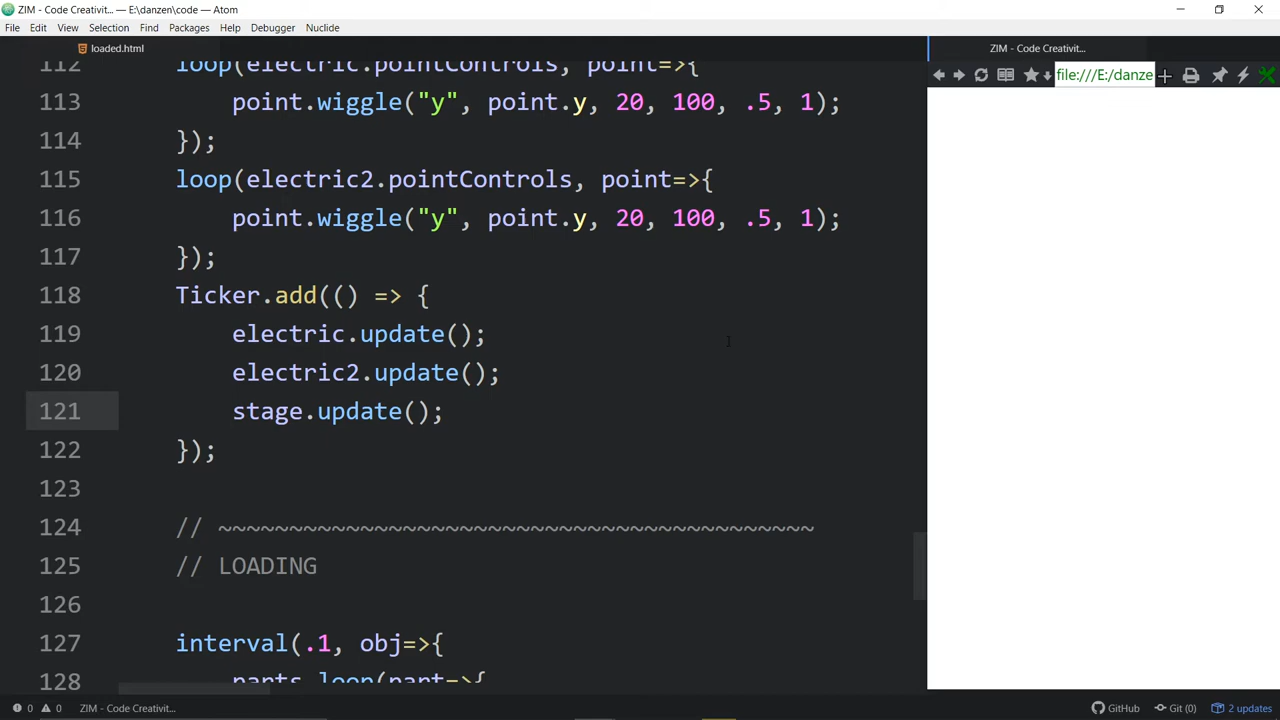 ZIM - Code Creativit... — E:\danzen\code — Atom
File Edit View Selection Find Packages Help Debugger Nuclide
loaded.html
ZIM - Code Creativit...
file:///E:/danze
112 loop(electric.pointControls, point=>{
113 point.wiggle("y", point.y, 20, 100, .5, 1);
114 });
115 loop(electric2.pointControls, point=>{
116 point.wiggle("y", point.y, 20, 100, .5, 1);
117 });
118 Ticker.add(() => {
119 electric.update();
120 electric2.update();
121 stage.update();
122 });
123
124 // ~~~~~~~~~~~~~~~~~~~~~~~~~~~~~~~~~~~~~~~~~~
125 // LOADING
126
127 interval(.1, obj=>{
128 parts.loop(part=>{
0 0 ZIM - Code Creativit... GitHub Git (0) 2 updates